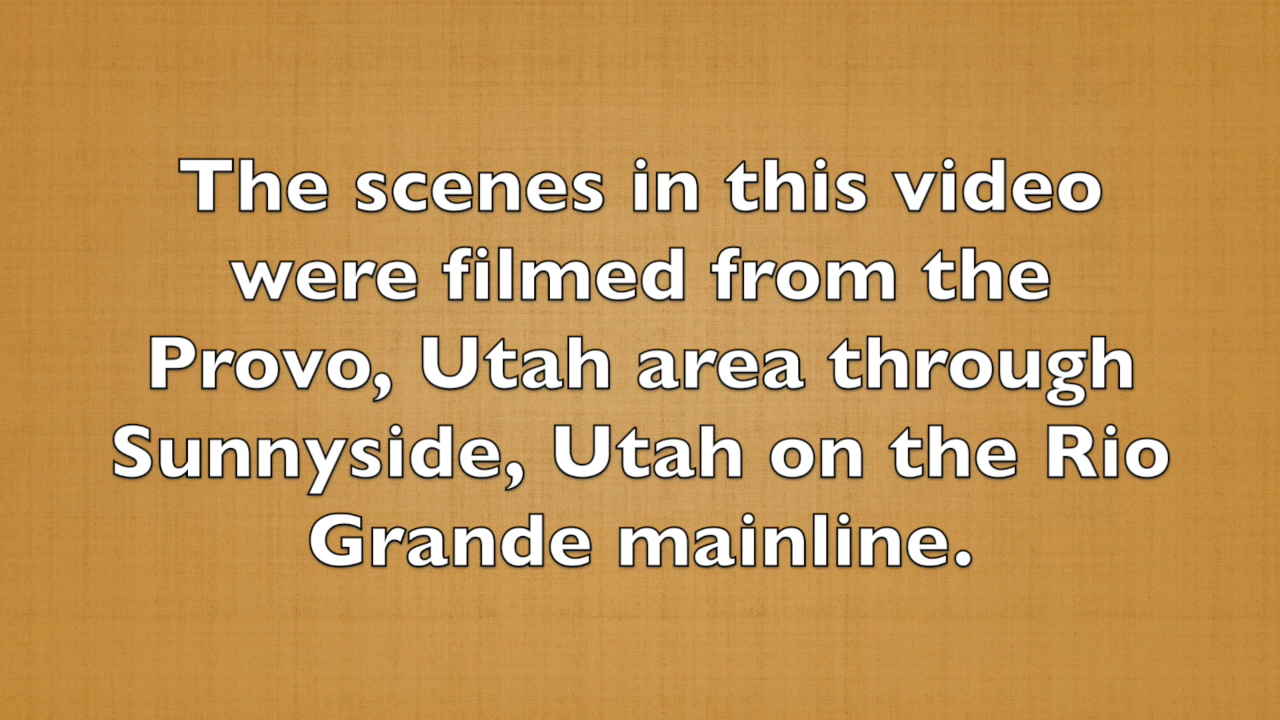 The scenes in this video
were filmed from the
Provo, Utah area through
Sunnyside, Utah on the Rio
Grande mainline.